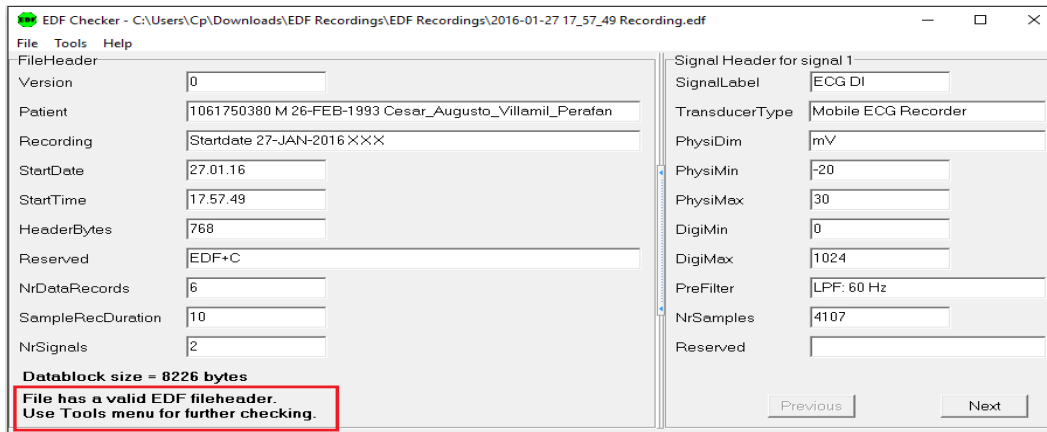 EDF Checker - C:\Users\Cp\Downloads\EDF Recordings\EDF Recordings\2016-01-27 17_57_49 Recording.edf
File Tools Help
FileHeader
Version 0
Patient 1061750380 M 26-FEB-1993 Cesar_Augusto_Villamil_Perafan
Recording Startdate 27-JAN-2016 X X X
StartDate 27.01.16
StartTime 17.57.49
HeaderBytes 768
Reserved EDF+C
NrDataRecords 6
SampleRecDuration 10
NrSignals 2
Datablock size = 8226 bytes
File has a valid EDF fileheader.
Use Tools menu for further checking.
Signal Header for signal 1
SignalLabel ECG DI
TransducerType Mobile ECG Recorder
PhysiDim mV
PhysiMin -20
PhysiMax 30
DigiMin 0
DigiMax 1024
PreFilter LPF: 60 Hz
NrSamples 4107
Reserved
Previous Next